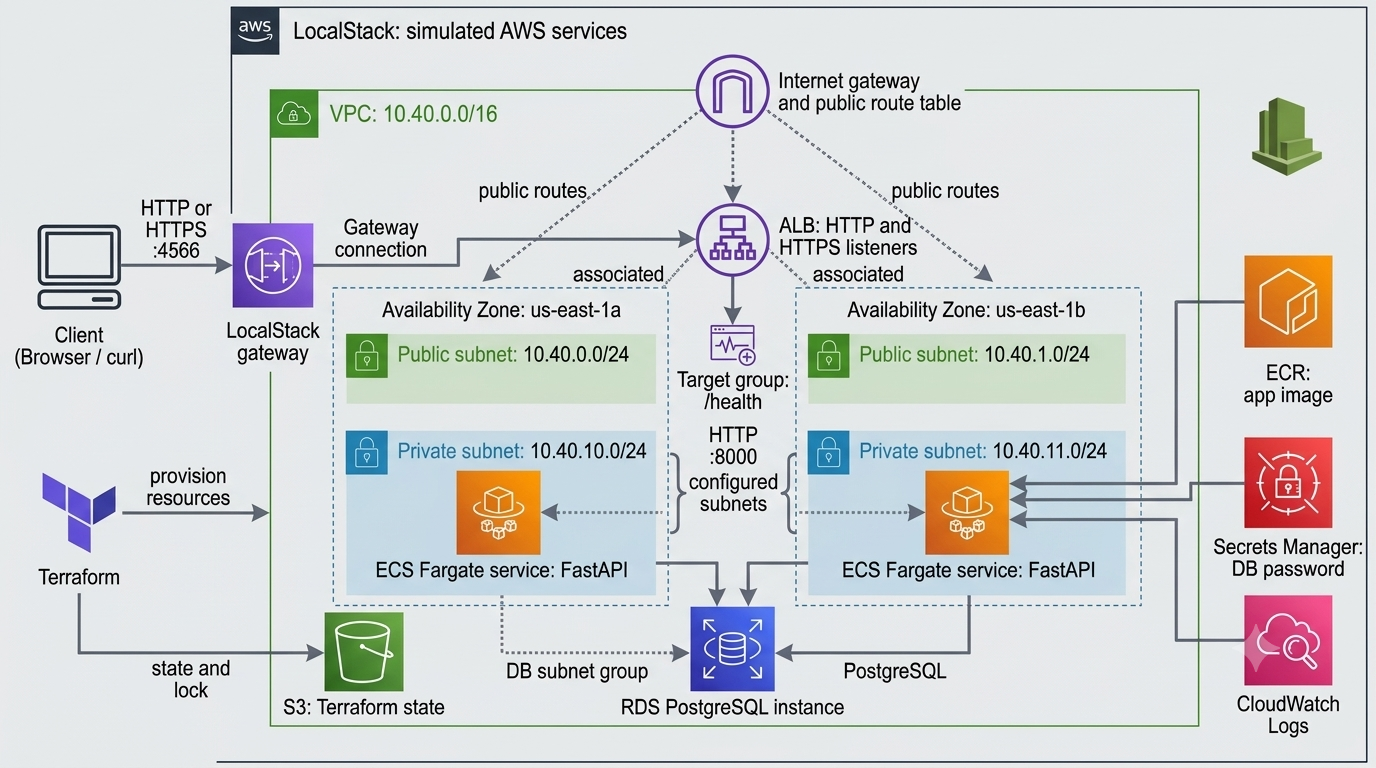 aws
LocalStack: simulated AWS services
Internet gateway
and public route table
VPC: 10.40.0.0/16
public routes
public routes
HTTP or
HTTPS
:4566
Gateway
connection
ALB: HTTP and
HTTPS listeners
associated
associated
Client
(Browser / curl)
LocalStack
gateway
Availability Zone: us-east-1a
Availability Zone: us-east-1b
Public subnet: 10.40.0.0/24
Public subnet: 10.40.1.0/24
Target group:
/health
ECR:
app image
HTTP
:8000
configured
subnets
Private subnet: 10.40.10.0/24
Private subnet: 10.40.11.0/24
provision
resources
Terraform
ECS Fargate service: FastAPI
ECS Fargate service: FastAPI
Secrets Manager:
DB password
state and
lock
DB subnet group
PostgreSQL
S3: Terraform state
RDS PostgreSQL instance
CloudWatch
Logs